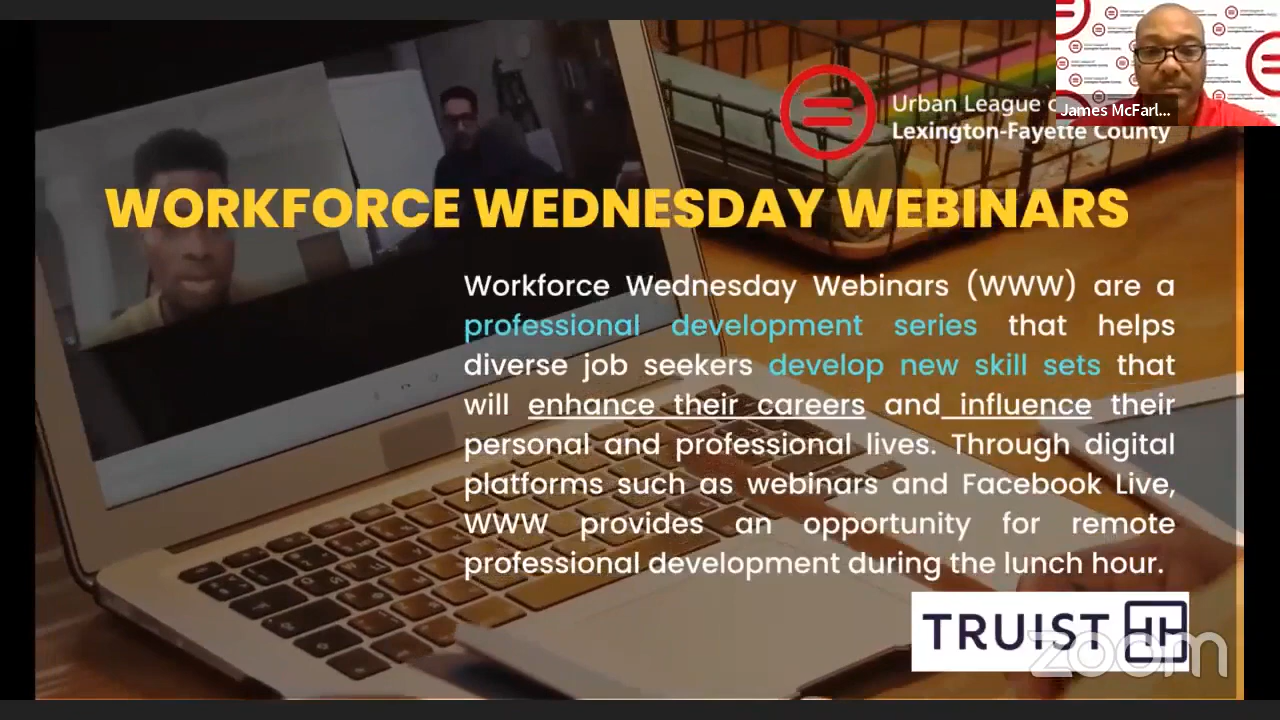 Urban League
Lexington-Fayette County
James McFarl...
WORKFORCE WEDNESDAY WEBINARS
Workforce Wednesday Webinars (WWW) are a
professional development series that helps
diverse job seekers develop new skill sets that
will enhance their careers and influence their
personal and professional lives. Through digital
platforms such as webinars and Facebook Live,
WWW provides an opportunity for remote
professional development during the lunch hour.
TRUIST
zoom